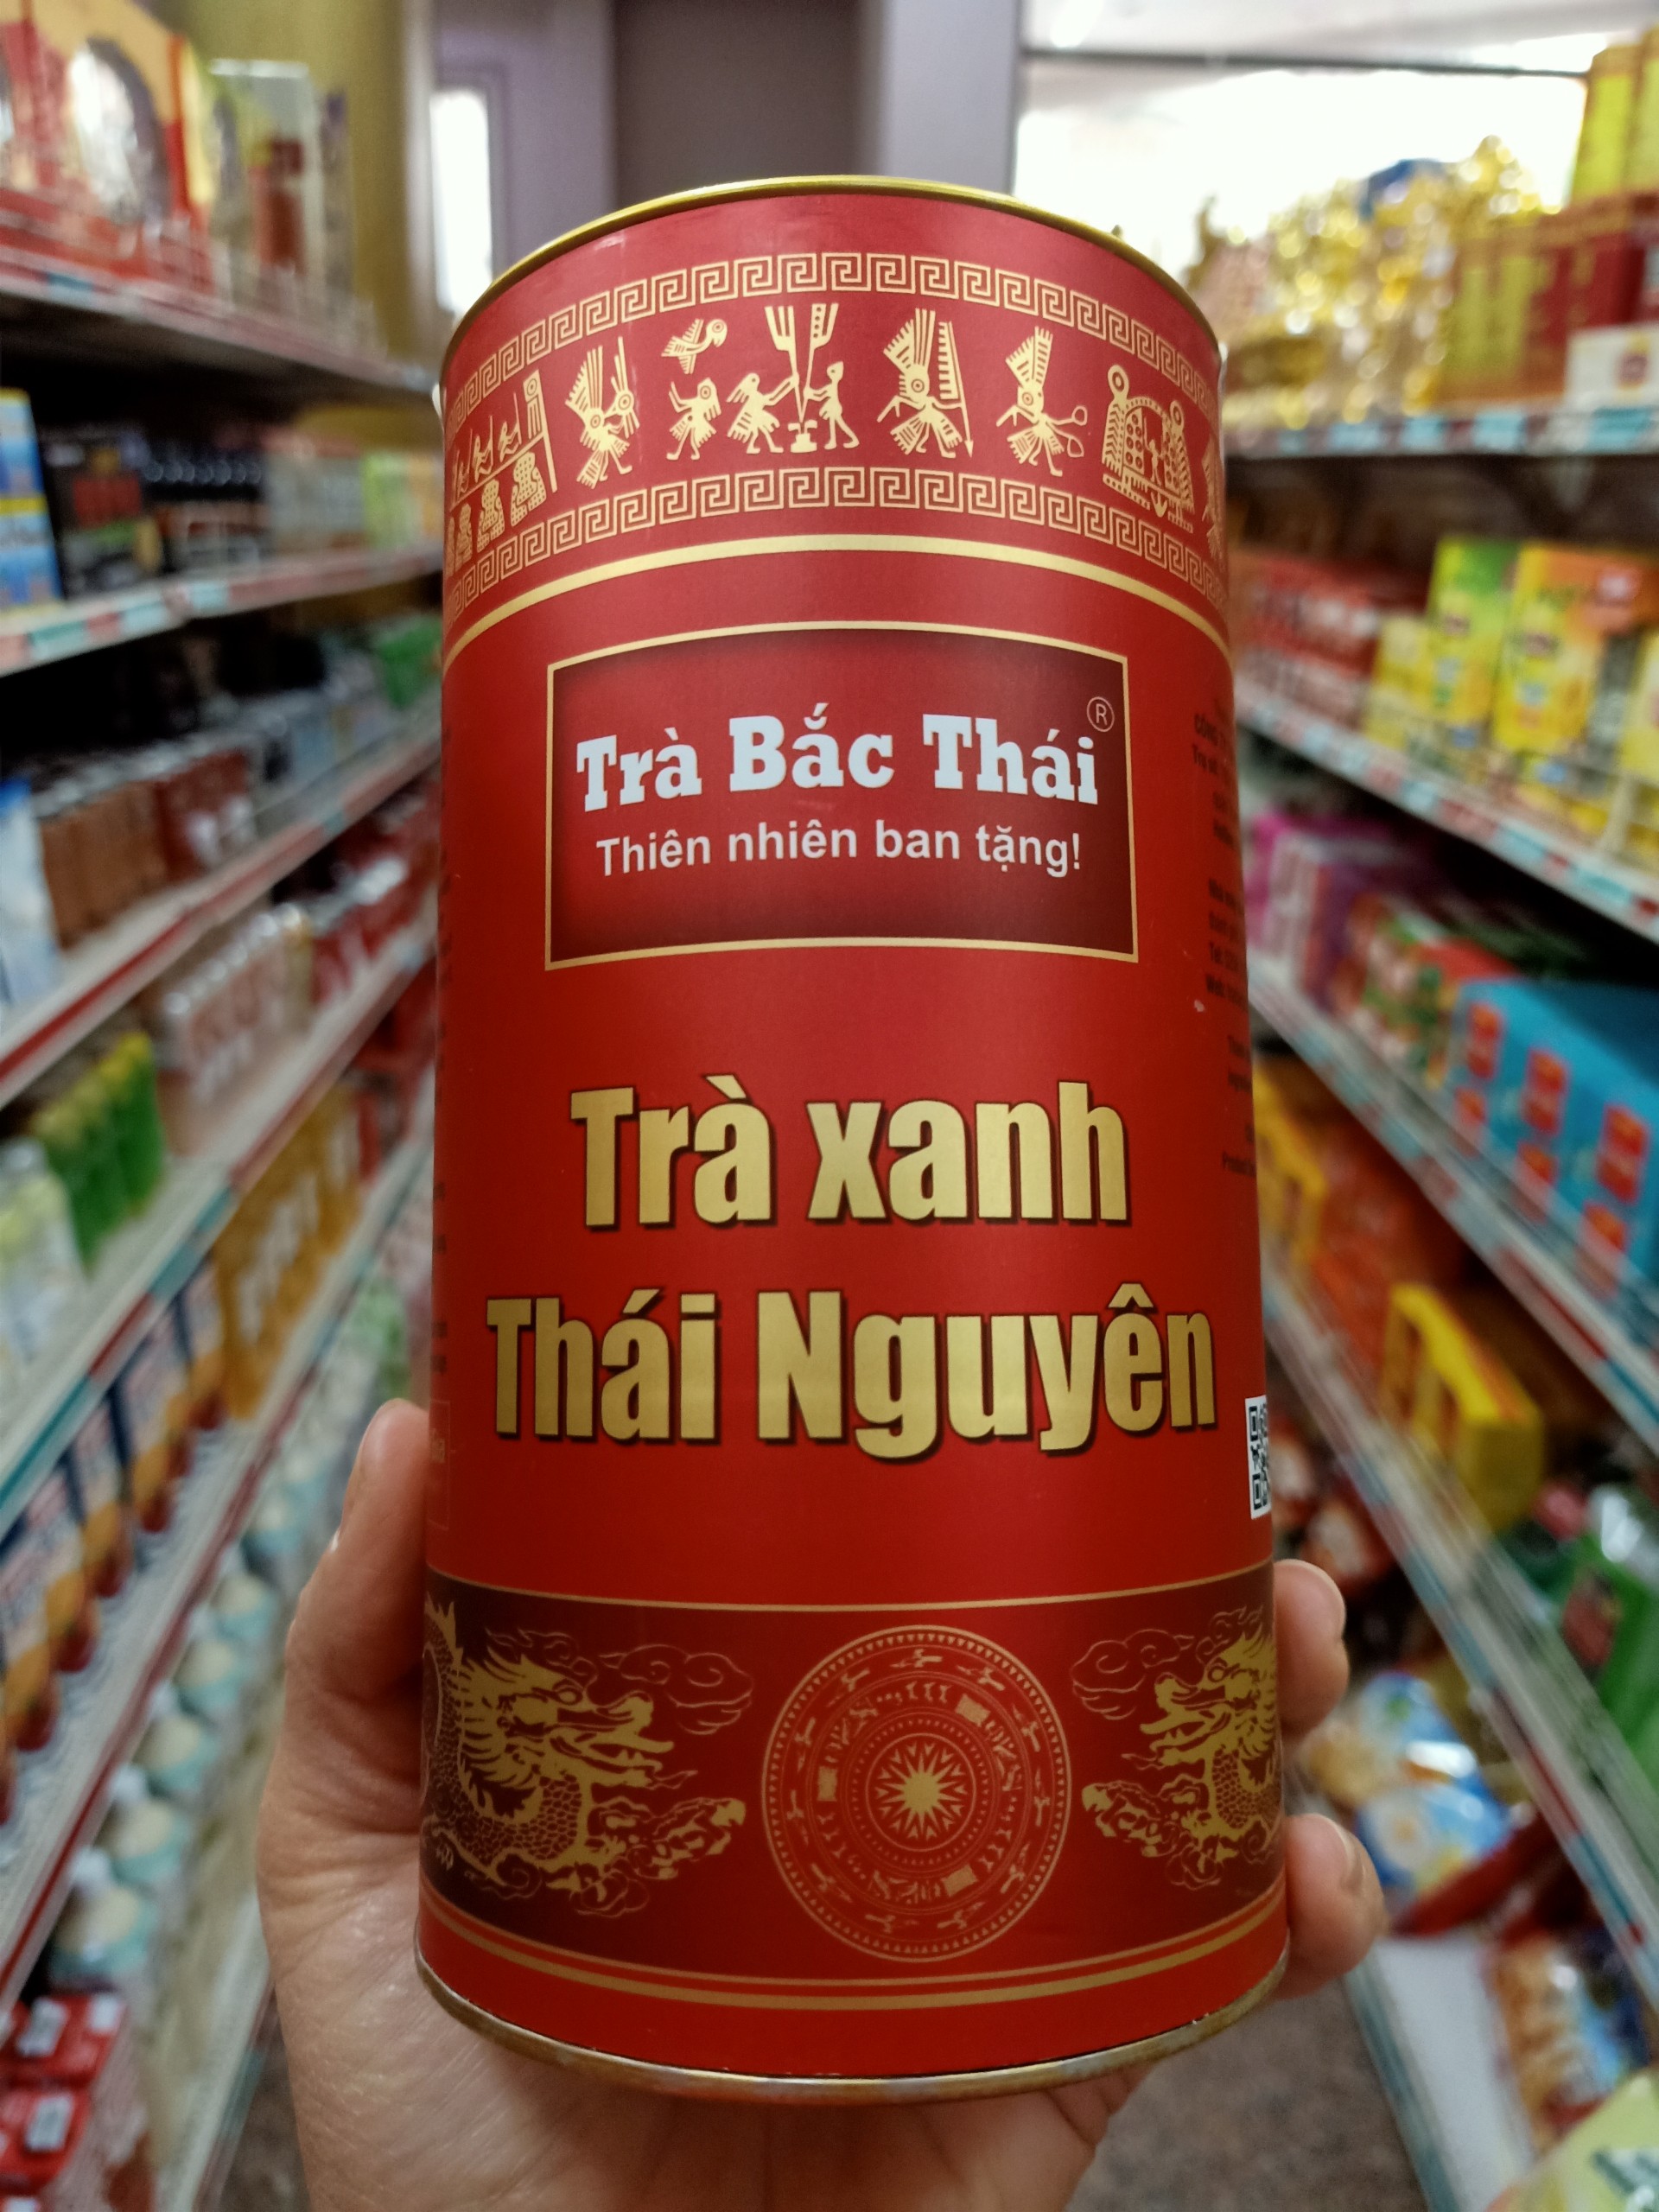 Trà Bắc Thái ®
Thiên nhiên ban tặng!
Trà xanh
Thái Nguyên